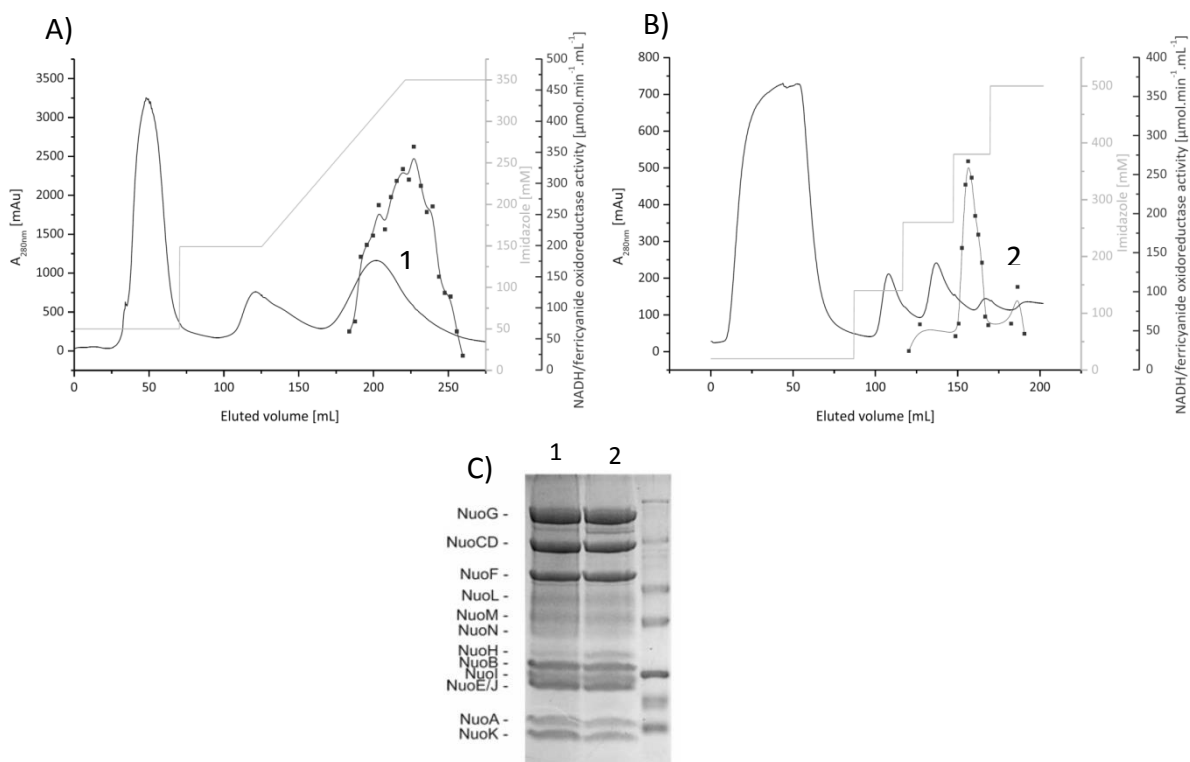 A)
3500
3000
2500
2000
1500
1000
500
0
A280nm [mAu]
0 50 100 150 200 250
Eluted volume [mL]
350
300
250
200
150
100
50
0
Imidazole [mM]
500
450
400
350
300
250
200
150
100
50
0
NADH/ferricyanide oxidoreductase activity [µmol.min-1.mL-1]
1
B)
800
700
600
500
400
300
200
100
0
A280nm [mAu]
0 50 100 150 200
Eluted volume [mL]
500
400
300
200
100
0
Imidazole [mM]
400
350
300
250
200
150
100
50
0
NADH/ferricyanide oxidoreductase activity [µmol.min-1.mL-1]
2
C)
1 2
NuoG -
NuoCD -
NuoF -
NuoL -
NuoM -
NuoN -
NuoH -
NuoB -
NuoI -
NuoE/J -
NuoA -
NuoK -